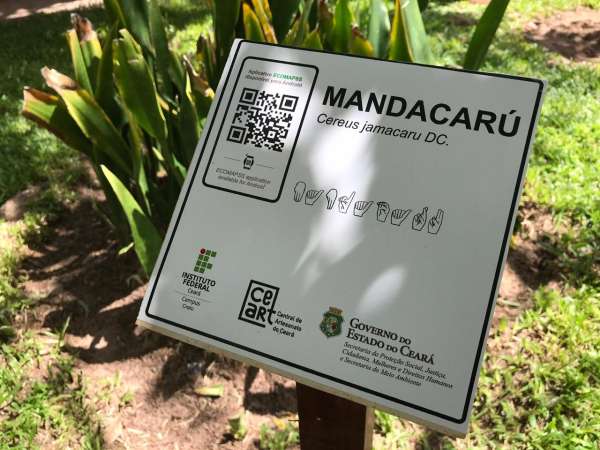 Aplicativo ECOMAPSS
disponível para Android
ECOMAPSS application
available for Android
MANDACARÚ
Cereus jamacaru DC.
INSTITUTO
FEDERAL
Ceará
Campus
Crato
Ce
ART
Central de
Artesanato
do Ceará
GOVERNO DO
ESTADO DO CEARÁ
Secretaria da Proteção Social, Justiça,
Cidadania, Mulheres e Direitos Humanos
e Secretaria do Meio Ambiente